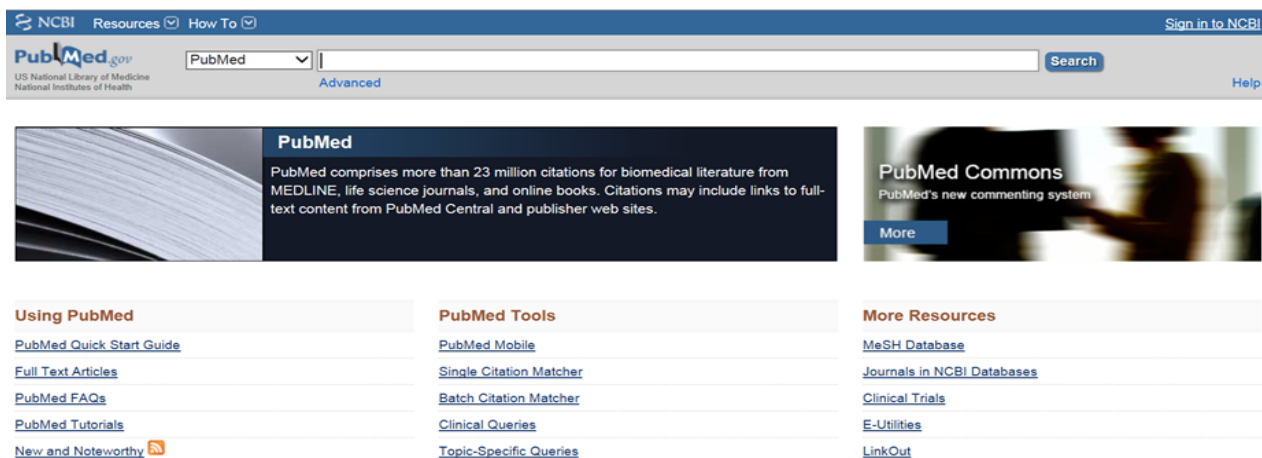 NCBI Resources How To Sign in to NCBI
PubMed.gov
US National Library of Medicine
National Institutes of Health
PubMed
Search
Advanced
Help
PubMed
PubMed comprises more than 23 million citations for biomedical literature from
MEDLINE, life science journals, and online books. Citations may include links to full-
text content from PubMed Central and publisher web sites.
PubMed Commons
PubMed's new commenting system
More
Using PubMed
PubMed Quick Start Guide
Full Text Articles
PubMed FAQs
PubMed Tutorials
New and Noteworthy
PubMed Tools
PubMed Mobile
Single Citation Matcher
Batch Citation Matcher
Clinical Queries
Topic-Specific Queries
More Resources
MeSH Database
Journals in NCBI Databases
Clinical Trials
E-Utilities
LinkOut